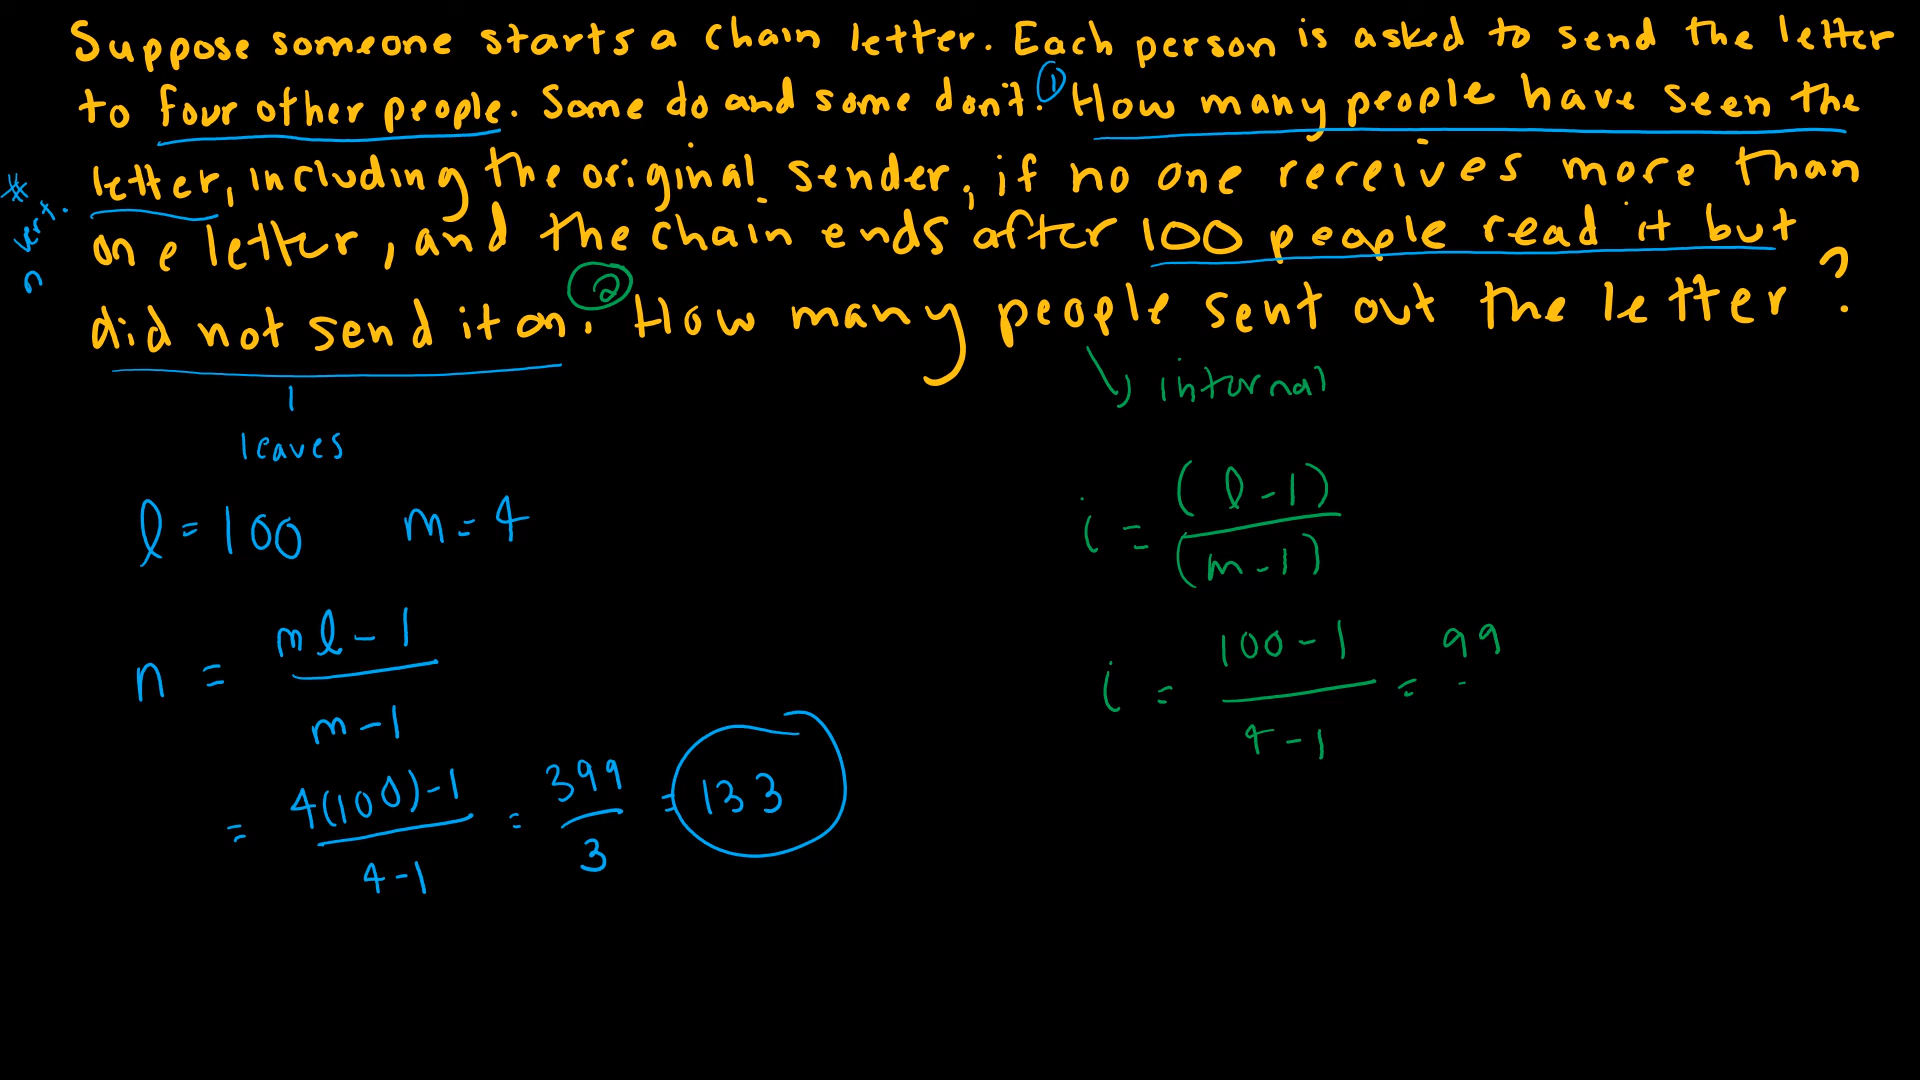 Suppose someone starts a chain letter. Each person is asked to send the letter
to four other people. Some do and some don't. ① How many people have seen the
letter, including the original sender, if no one receives more than
one letter, and the chain ends after 100 people read it but
did not send it on. ② How many people sent out the letter?
# vert. n
leaves
internal
l = 100 m = 4
i = (l-1)/(m-1)
n = ml-1/m-1
i = 100-1/4-1 = 99
= 4(100)-1/4-1 = 399/3 = 133